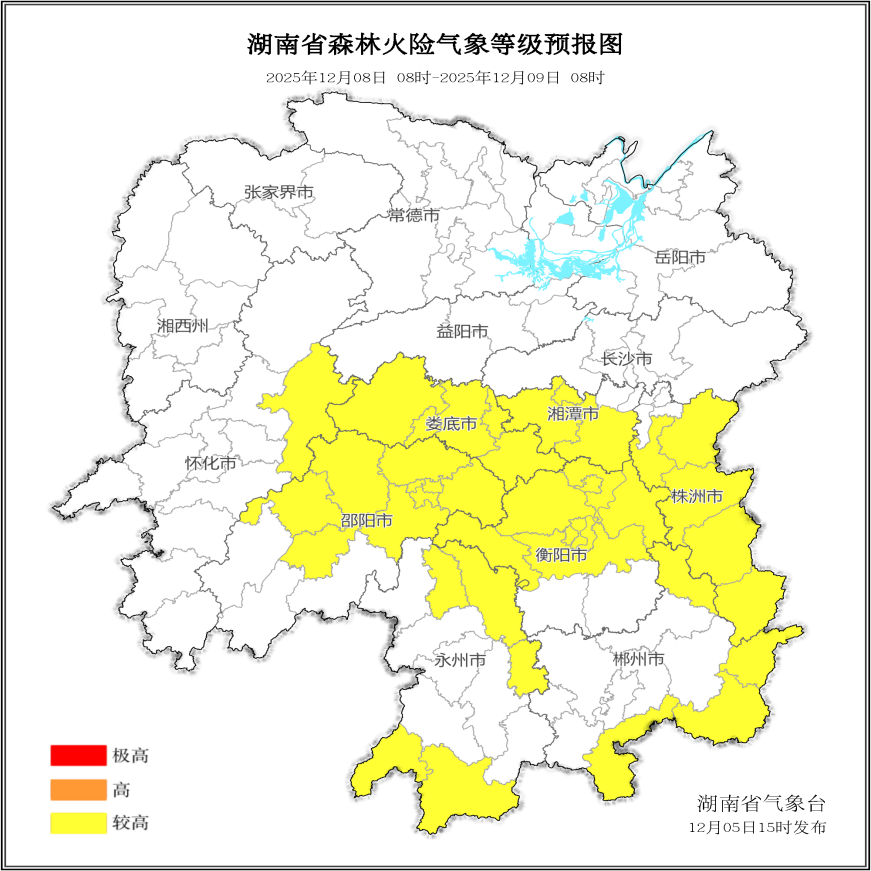 湖南省森林火险气象等级预报图
2025年12月08日 08时-2025年12月09日 08时
张家界市
常德市
岳阳市
湘西州
益阳市
长沙市
娄底市
湘潭市
怀化市
株洲市
邵阳市
衡阳市
永州市
郴州市
极高
高
较高
湖南省气象台
12月05日15时发布